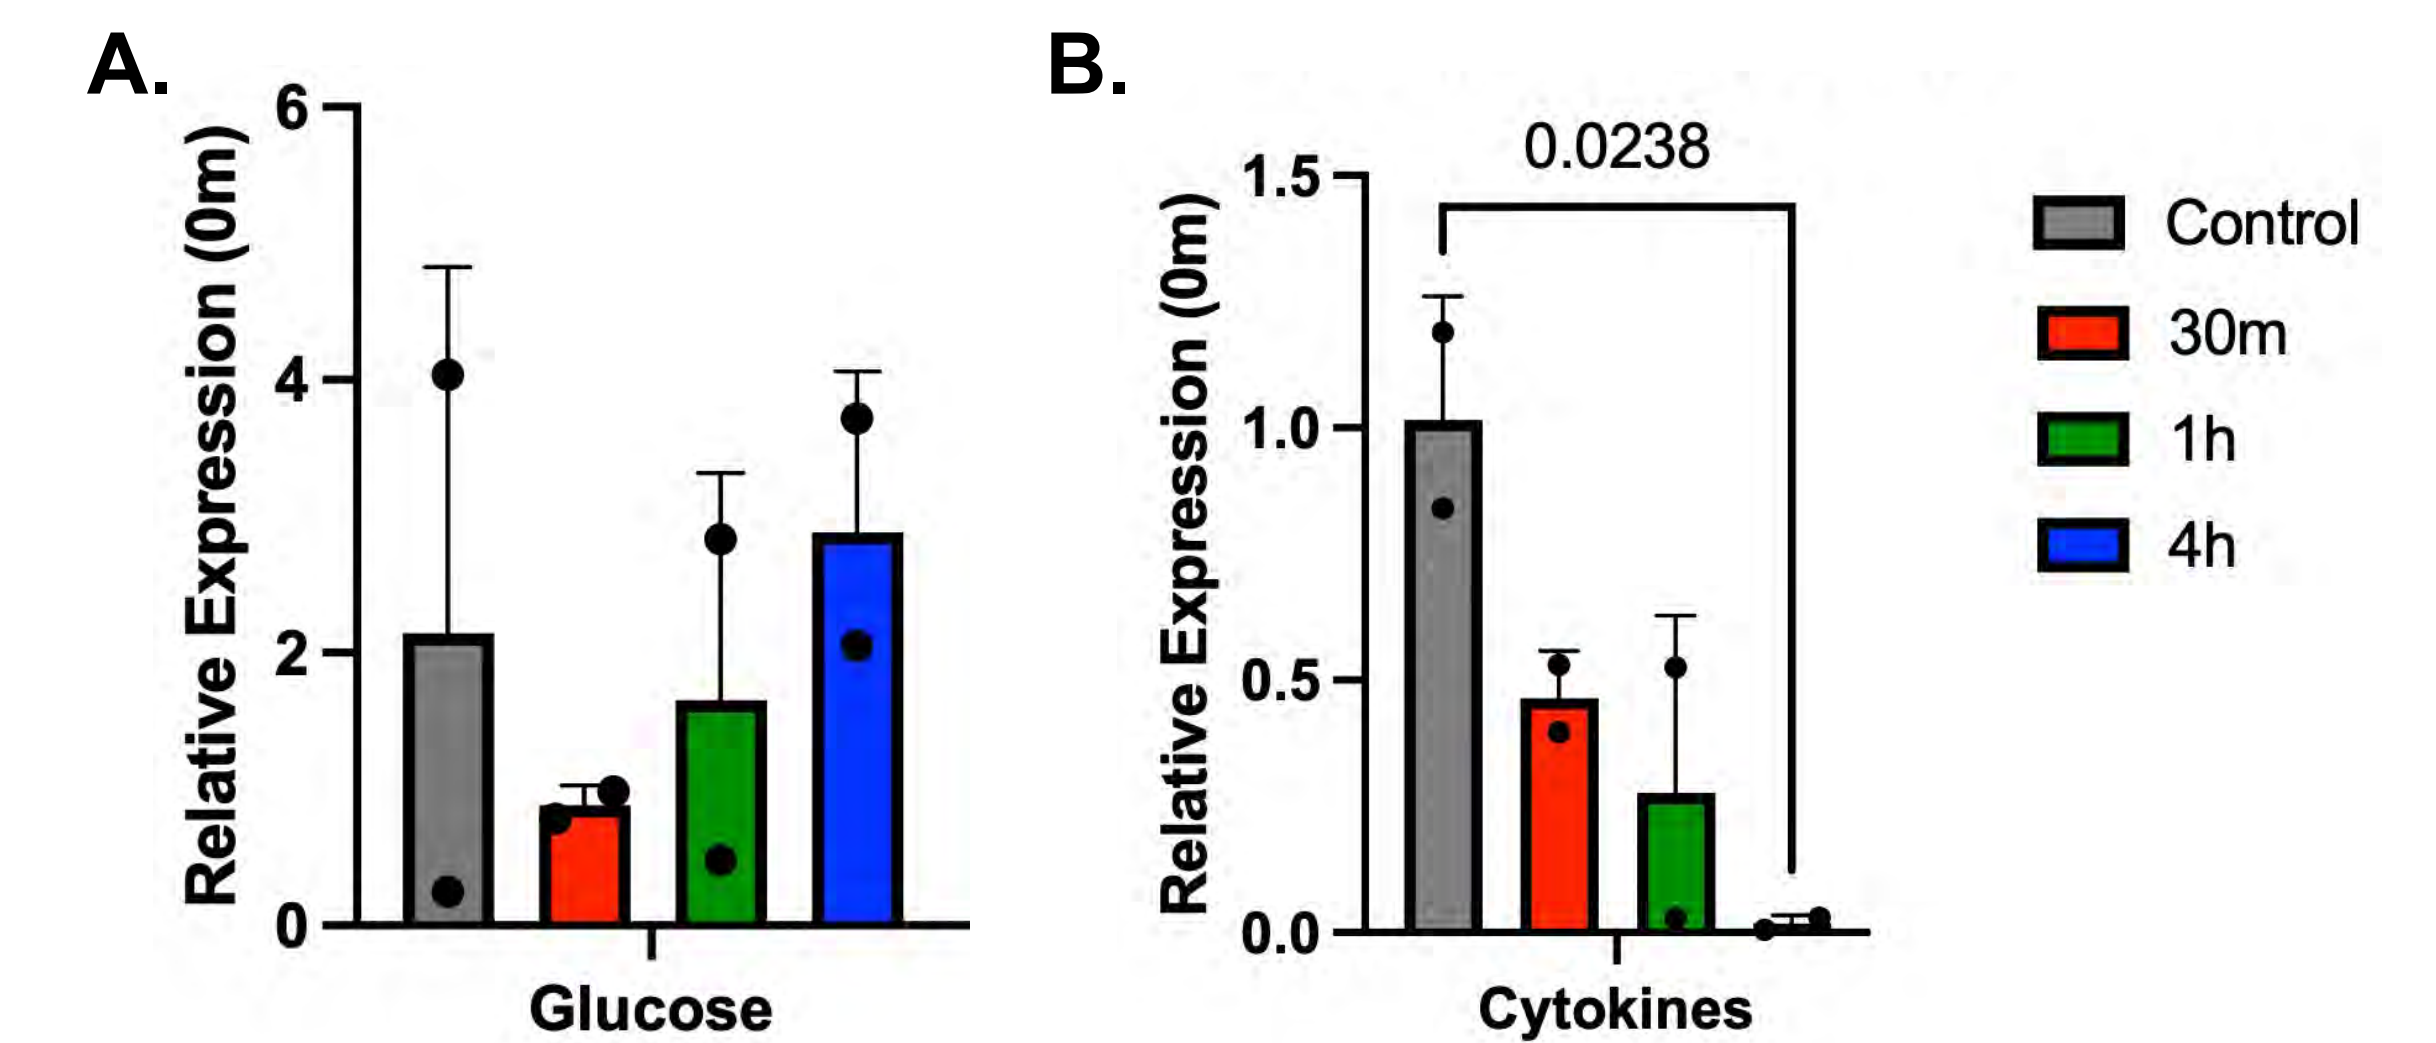 A.
Relative Expression (0m)
6
4
2
0
Glucose
B.
Relative Expression (0m)
0.0238
1.5
1.0
0.5
0.0
Cytokines
Control
30m
1h
4h